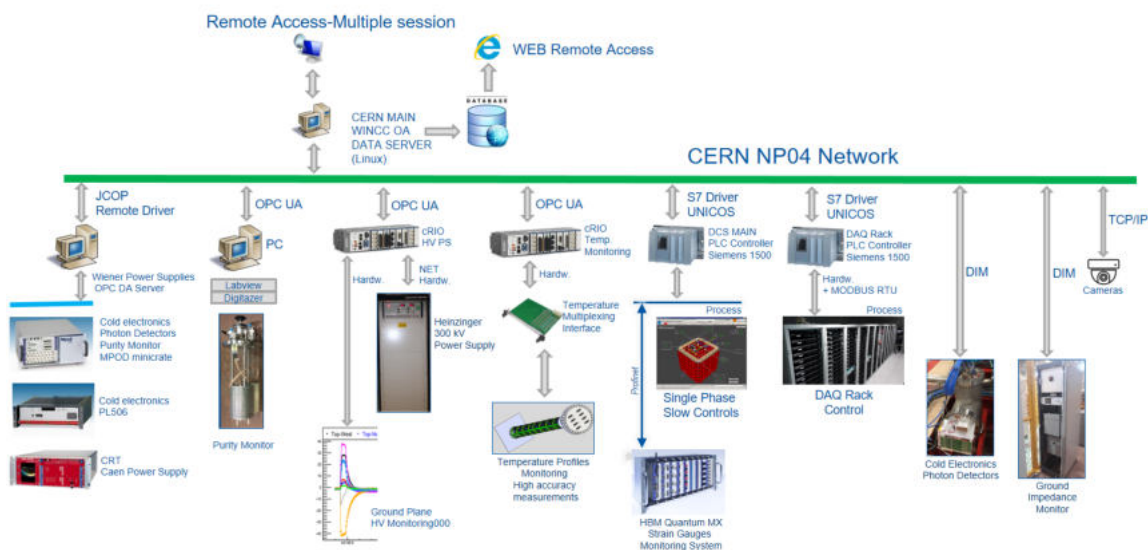 Remote Access-Multiple session
WEB Remote Access
DATABASE
CERN MAIN
WINCC OA
DATA SERVER
(Linux)
CERN NP04 Network
JCOP
Remote Driver
OPC UA
OPC UA
OPC UA
S7 Driver
UNICOS
S7 Driver
UNICOS
TCP/IP
PC
cRIO
HV PS
cRIO
Temp.
Monitoring
DCS MAIN
PLC Controller
Siemens 1500
DAQ Rack
PLC Controller
Siemens 1500
DIM
DIM
Cameras
Wiener Power Supplies
OPC DA Server
Labview
Digitazer
Hardw.
NET
Hardw.
Hardw.
Hardw.
+ MODBUS RTU
Process
Process
Cold electronics
Photon Detectors
Purity Monitor
MPOD minicrate
Heinzinger
300 kV
Power Supply
Temperature
Multiplexing
Interface
Profinet
Single Phase
Slow Controls
DAQ Rack
Control
Cold electronics
PL506
Purity Monitor
CRT
Caen Power Supply
Ground Plane
HV Monitoring000
Temperature Profiles
Monitoring
High accuracy
measurements
HBM Quantum MX
Strain Gauges
Monitoring System
Cold Electronics
Photon Detectors
Ground
Impedance
Monitor